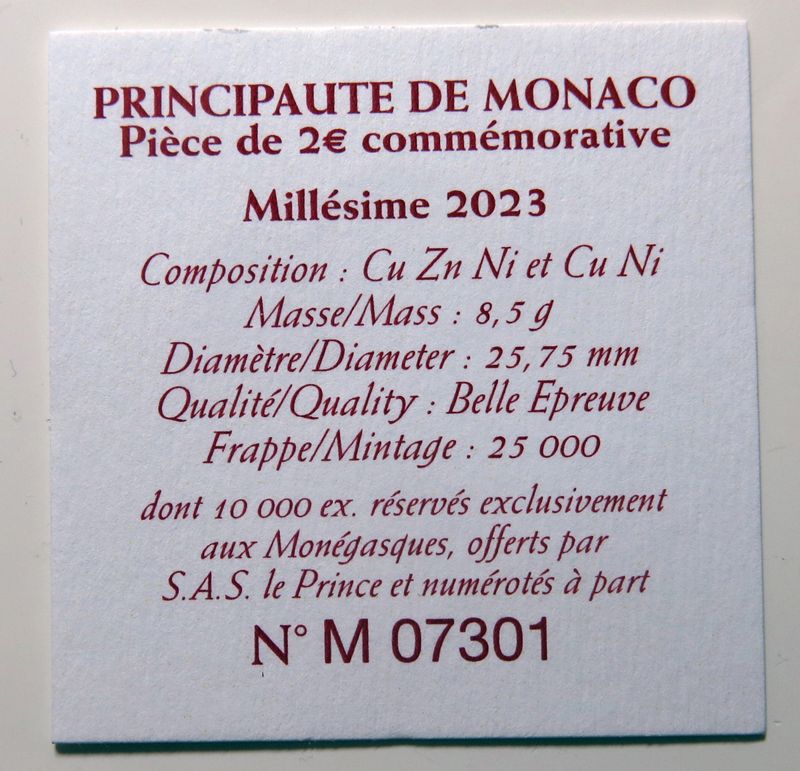 PRINCIPAUTE DE MONACO
Pièce de 2€ commémorative
Millésime 2023
Composition : Cu Zn Ni et Cu Ni
Masse/Mass : 8,5 g
Diamètre/Diameter : 25,75 mm
Qualité/Quality : Belle Epreuve
Frappe/Mintage : 25 000
dont 10 000 ex. réservés exclusivement
aux Monégasques, offerts par
S.A.S. le Prince et numérotés à part
N° M 07301